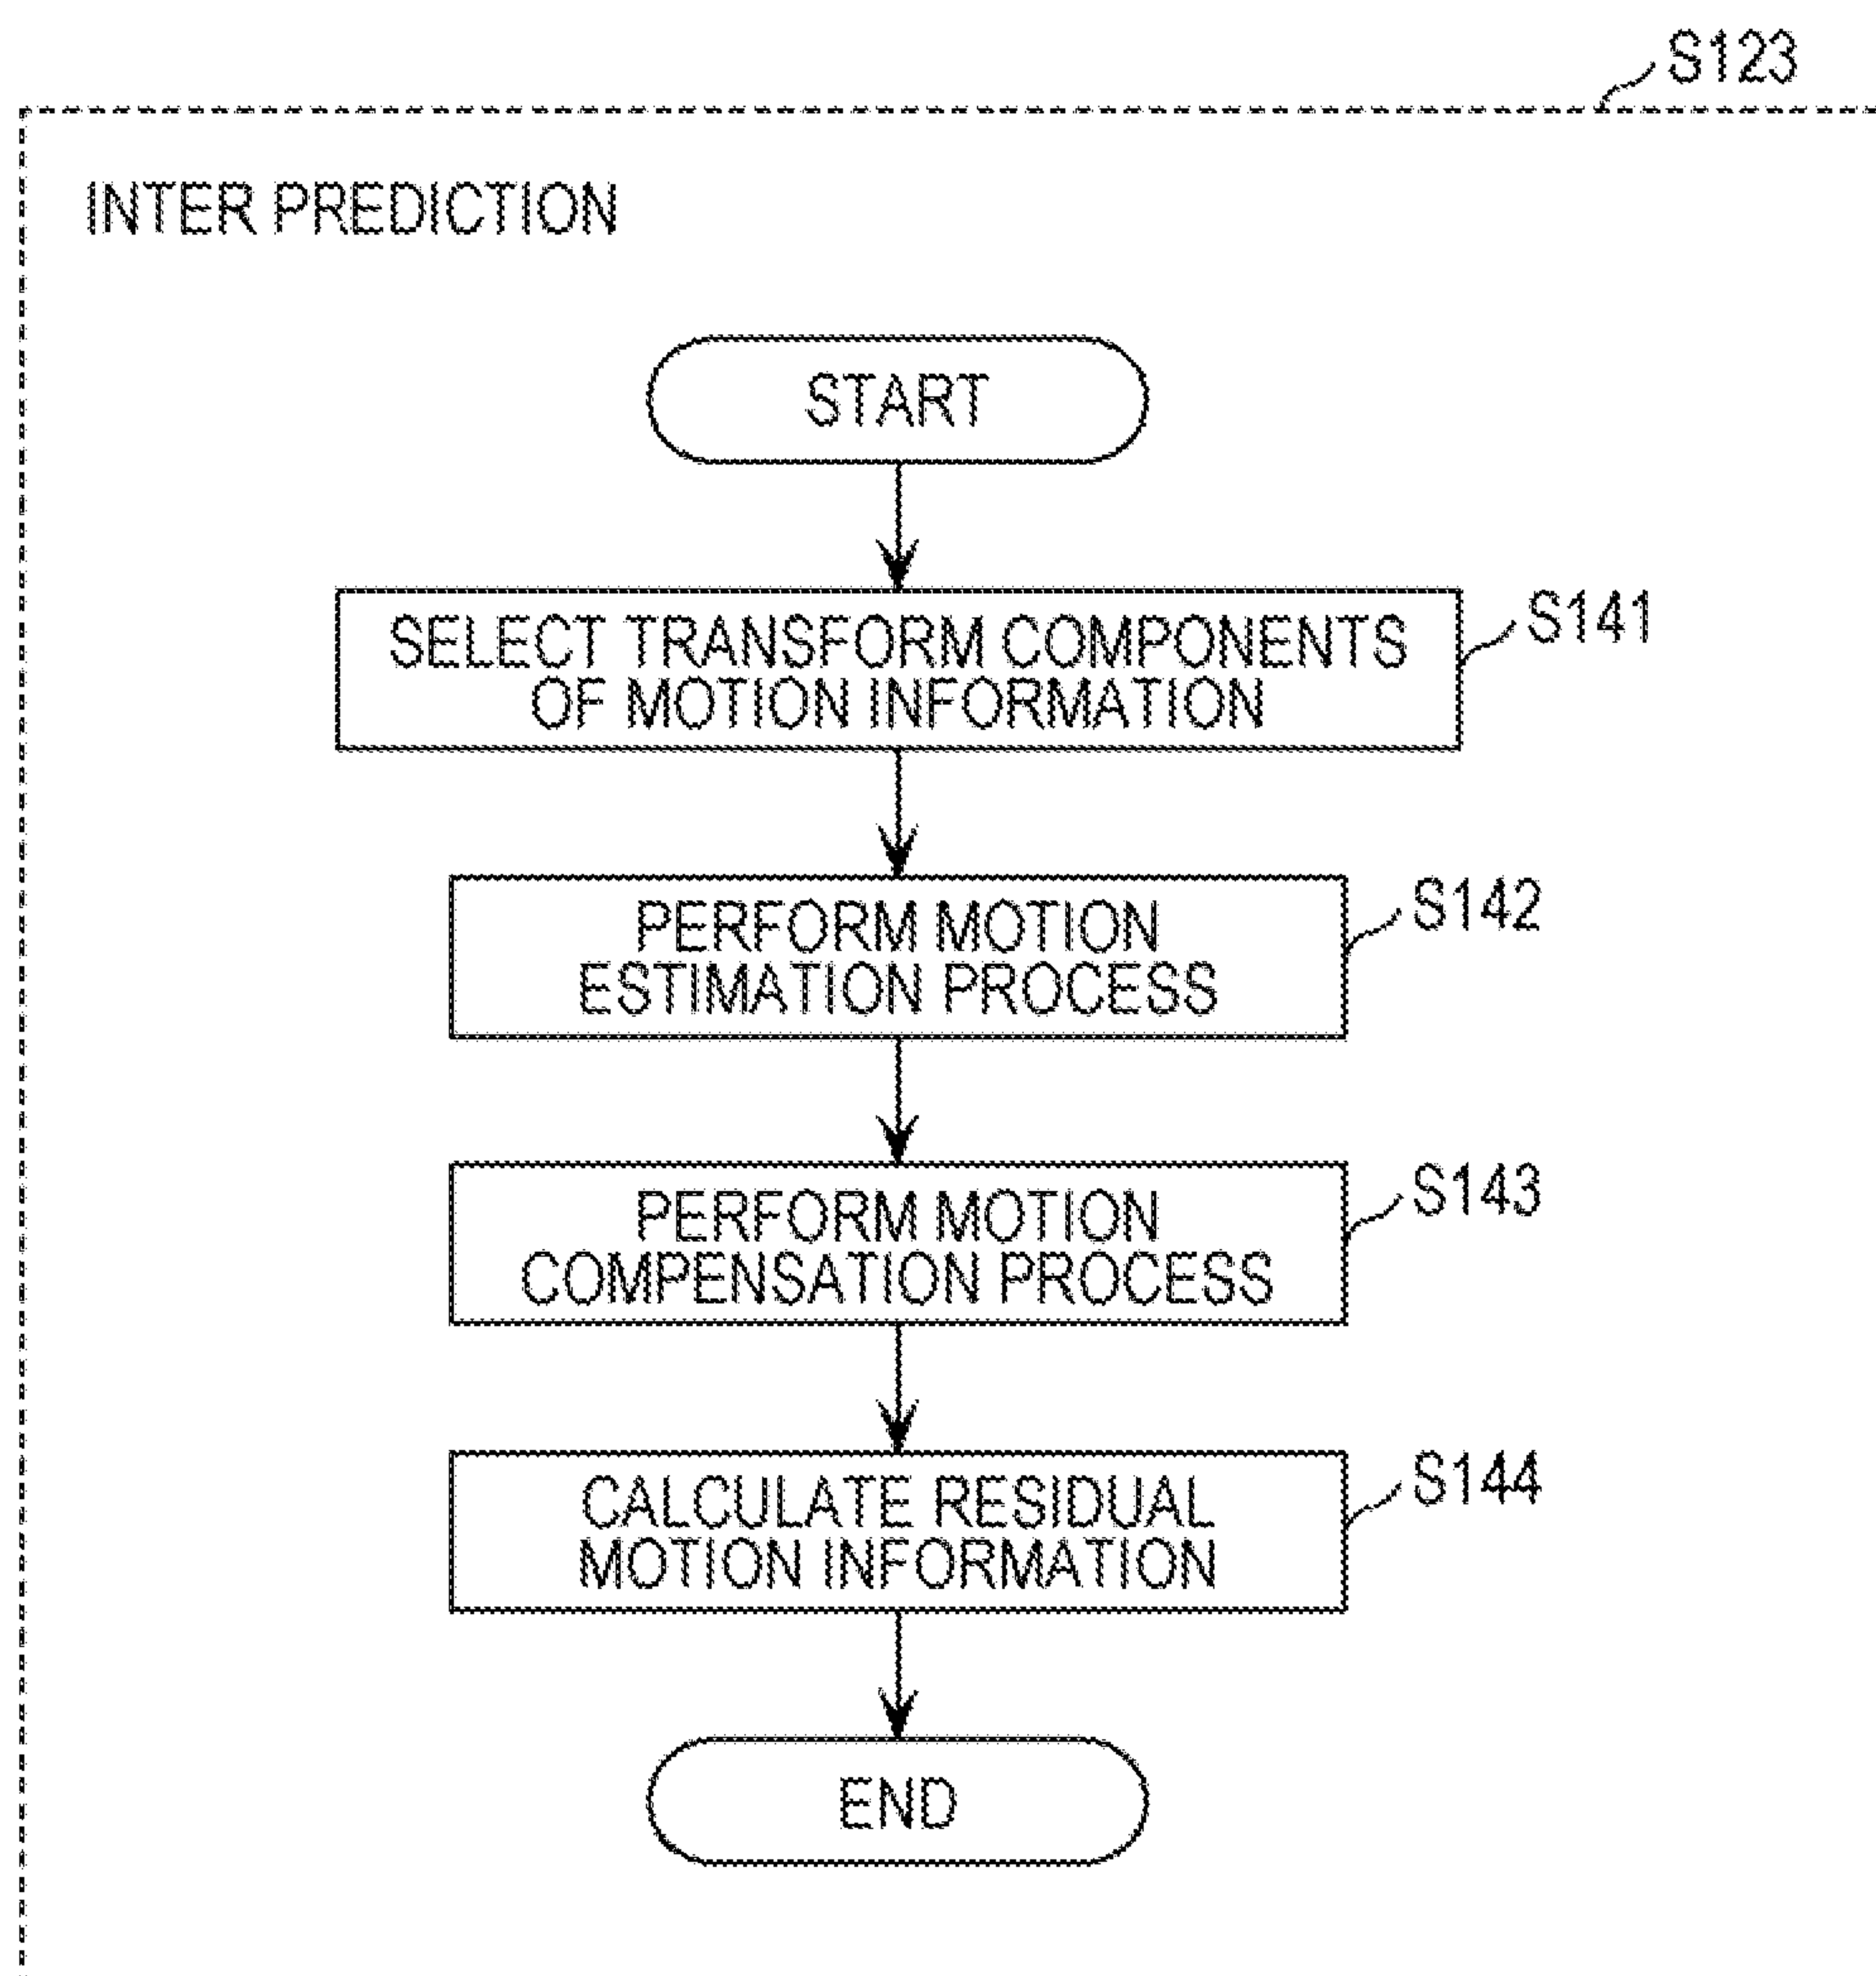 S123
INTER PREDICTION
START
SELECT TRANSFORM COMPONENTS
OF MOTION INFORMATION
S141
PERFORM MOTION
ESTIMATION PROCESS
S142
PERFORM MOTION
COMPENSATION PROCESS
S143
CALCULATE RESIDUAL
MOTION INFORMATION
S144
END